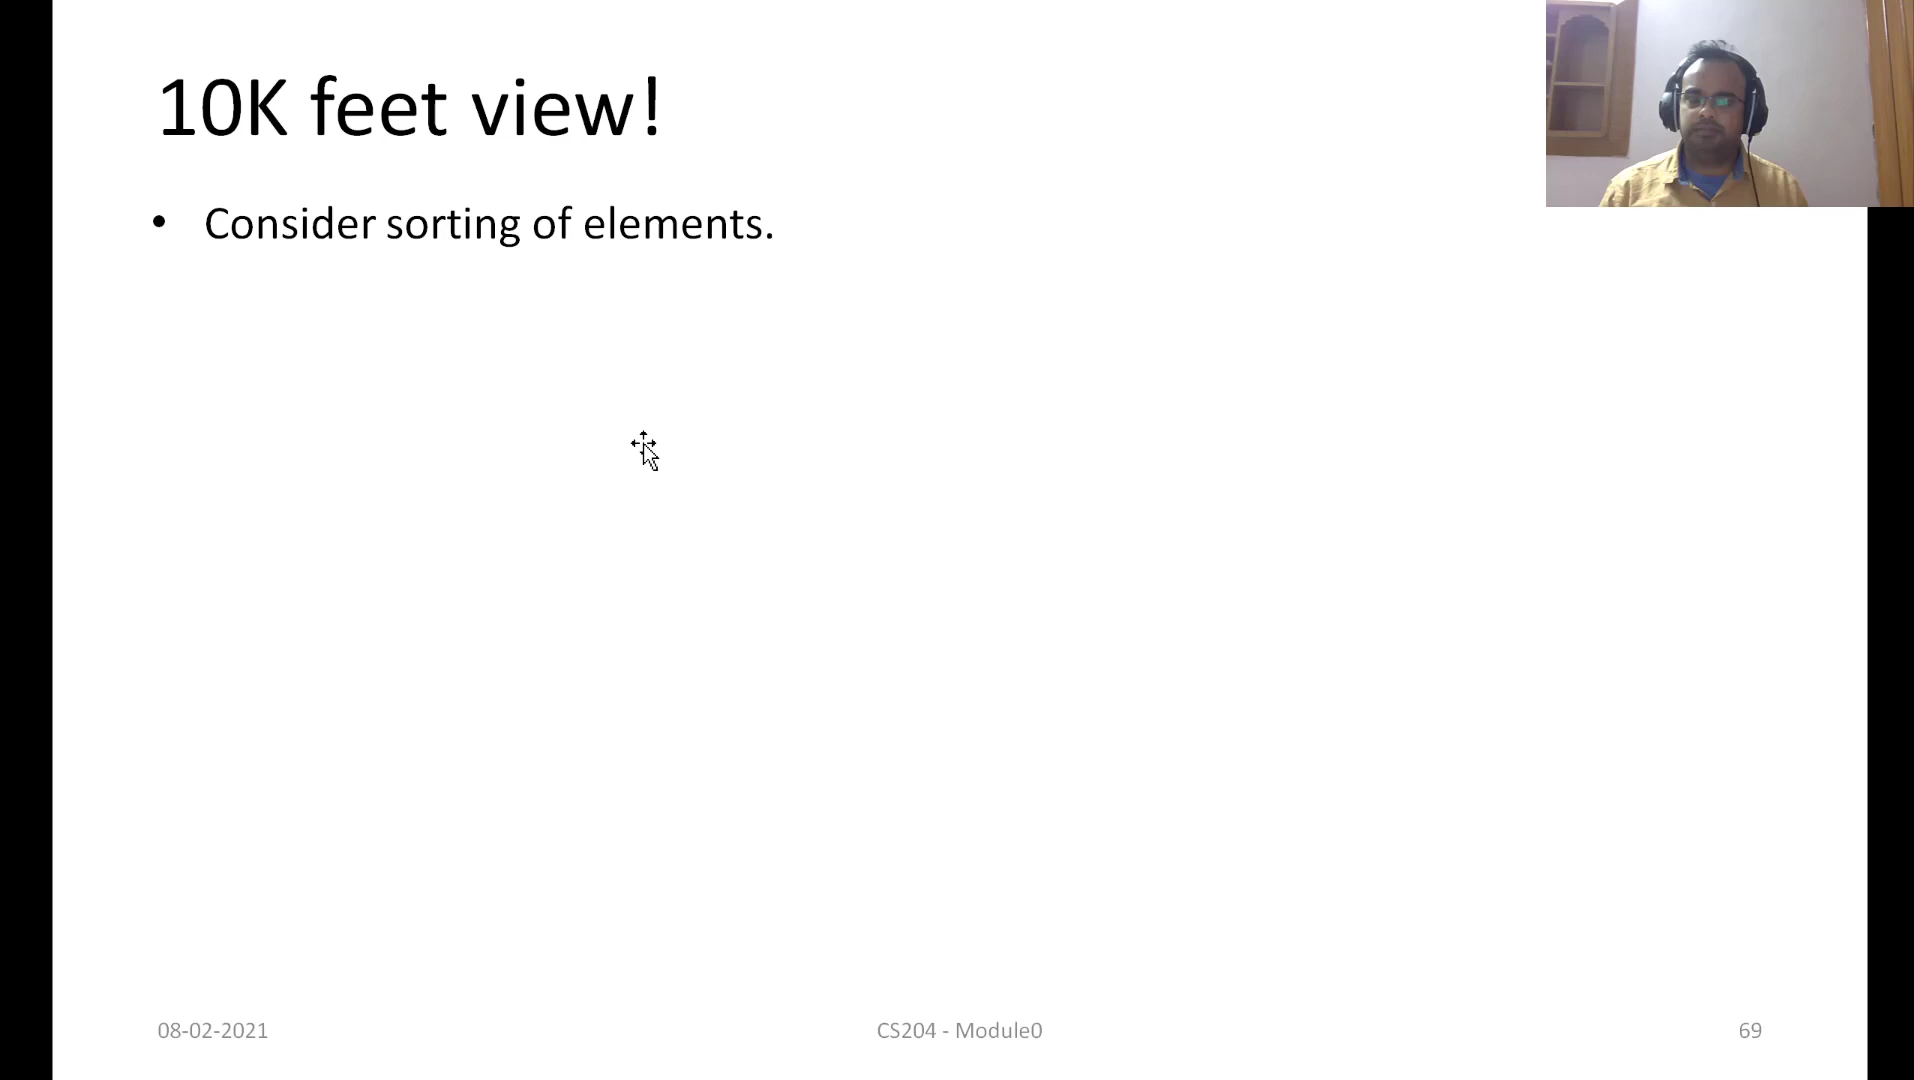 10K feet view!
• Consider sorting of elements.
08-02-2021
CS204 - Module0
69